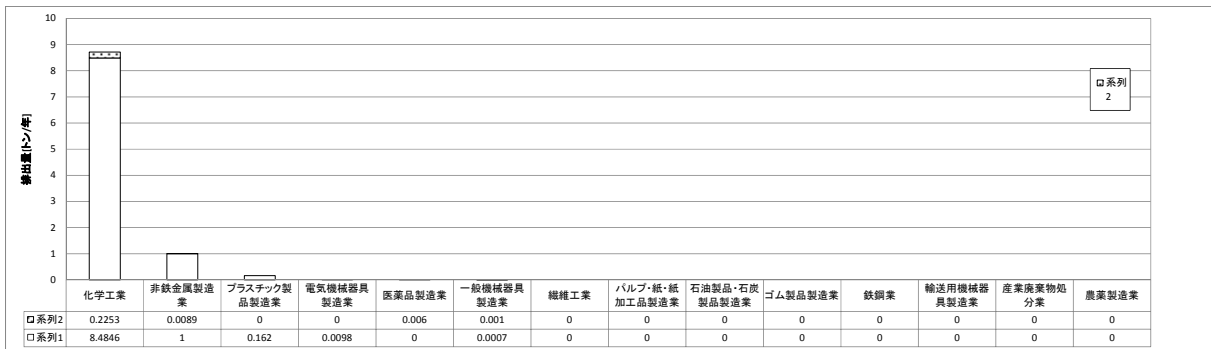 10
9
8
7
6
5
4
3
2
1
0
排出量[トン/年]
系列
2
化学工業 非鉄金属製造業 プラスチック製品製造業 電気機械器具製造業 医薬品製造業 一般機械器具製造業 繊維工業 パルプ・紙・紙加工品製造業 石油製品・石炭製品製造業 ゴム製品製造業 鉄鋼業 輸送用機械器具製造業 産業廃棄物処分業 農薬製造業
系列2 0.2253 0.0089 0 0 0.006 0.001 0 0 0 0 0 0 0 0
系列1 8.4846 1 0.162 0.0098 0 0.0007 0 0 0 0 0 0 0 0